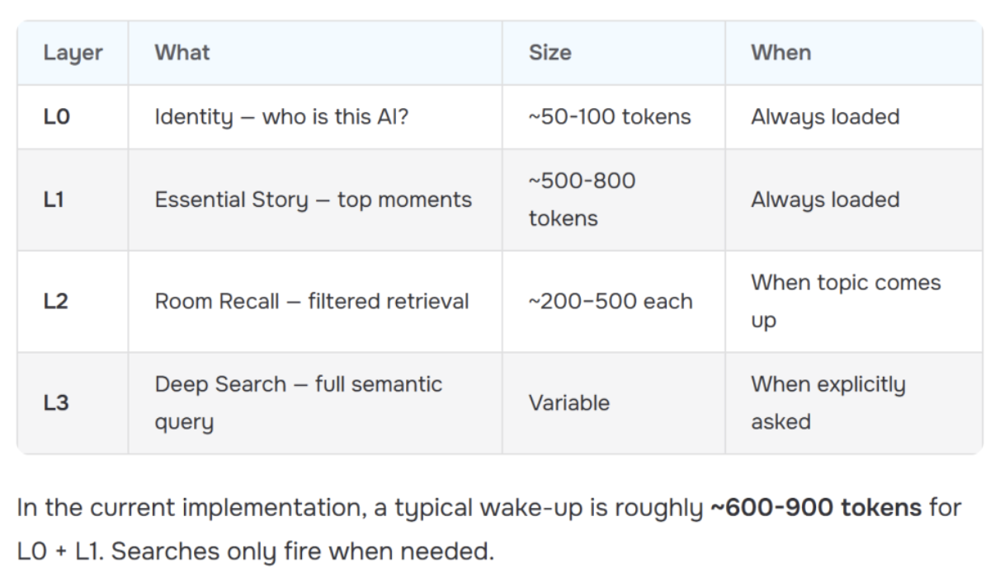 Layer What Size When
L0 Identity — who is this AI? ~50-100 tokens Always loaded
L1 Essential Story — top moments ~500-800 tokens Always loaded
L2 Room Recall — filtered retrieval ~200–500 each When topic comes up
L3 Deep Search — full semantic query Variable When explicitly asked
In the current implementation, a typical wake-up is roughly ~600-900 tokens for
L0 + L1. Searches only fire when needed.